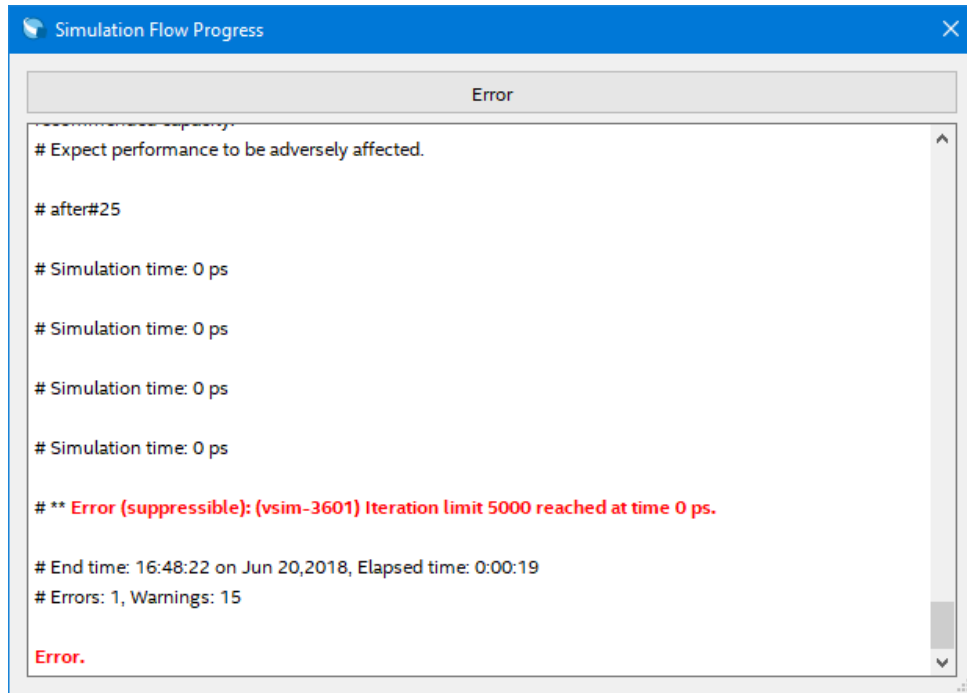 Simulation Flow Progress
Error
recommended capacity.
# Expect performance to be adversely affected.
# after#25
# Simulation time: 0 ps
# Simulation time: 0 ps
# Simulation time: 0 ps
# Simulation time: 0 ps
# ** Error (suppressible): (vsim-3601) Iteration limit 5000 reached at time 0 ps.
# End time: 16:48:22 on Jun 20,2018, Elapsed time: 0:00:19
# Errors: 1, Warnings: 15
Error.